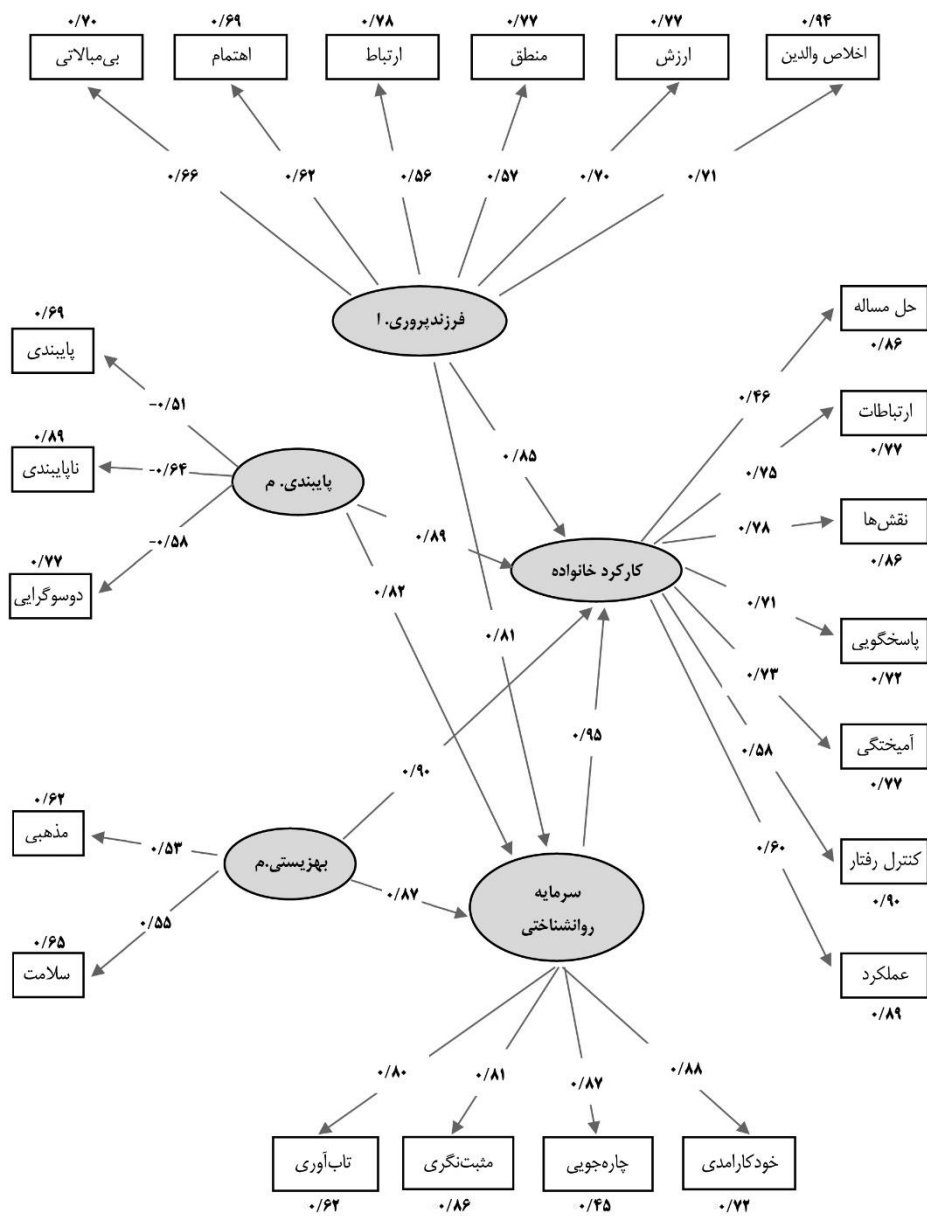 ۰/۹۴ ۰/۷۷ ۰/۷۷ ۰/۷۸ ۰/۶۹ ۰/۷۰
اخلاص والدین ارزش منطق ارتباط اهتمام بی‌مبالاتی
۰/۷۱ ۰/۷۰ ۰/۵۷ ۰/۵۶ ۰/۶۲ ۰/۶۶
فرزندپروری. ا
حل مساله
۰/۸۶
۰/۶۹
پایبندی
۰/۴۶
ارتباطات
۰/۷۷
-۰/۵۱
۰/۸۵
۰/۷۵
۰/۸۹
ناپایبندی
-۰/۶۴
پایبندی. م
نقش‌ها
۰/۸۶
۰/۷۸
-۰/۵۸
۰/۸۹
۰/۷۷
دوسوگرایی
کارکرد خانواده
۰/۸۲
۰/۷۱
پاسخگویی
۰/۷۲
۰/۸۱
۰/۷۳
آمیختگی
۰/۷۷
۰/۹۵
۰/۵۸
۰/۹۰
۰/۶۲
مذهبی
۰/۵۳
بهزیستی.م
۰/۶۰
کنترل رفتار
۰/۹۰
۰/۸۷
سرمایه
روانشناختی
۰/۵۵
۰/۶۵
سلامت
عملکرد
۰/۸۹
۰/۸۸ ۰/۸۷ ۰/۸۱ ۰/۸۰
خودکارامدی چاره‌جویی مثبت‌نگری تاب‌آوری
۰/۷۲ ۰/۴۵ ۰/۸۶ ۰/۶۲